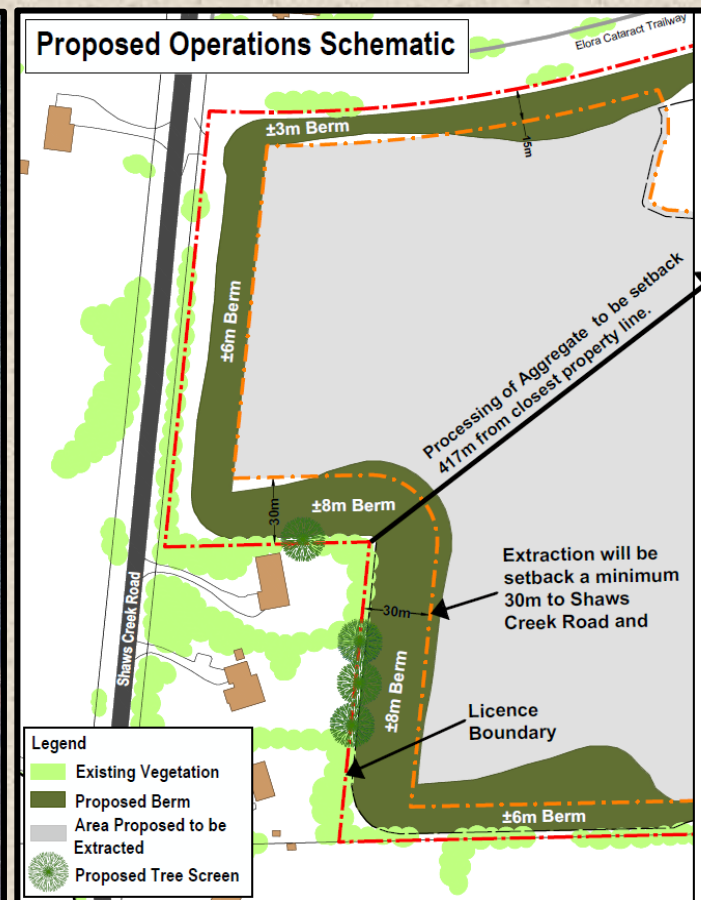 Proposed Operations Schematic
Elora Cataract Trailway
±3m Berm
15m
±6m Berm
Processing of Aggregate to be setback
417m from closest property line.
±8m Berm
30m
Extraction will be
setback a minimum
30m to Shaws
Creek Road and
30m
Shaws Creek Road
±8m Berm
Licence
Boundary
±6m Berm
Legend
Existing Vegetation
Proposed Berm
Area Proposed to be
Extracted
Proposed Tree Screen